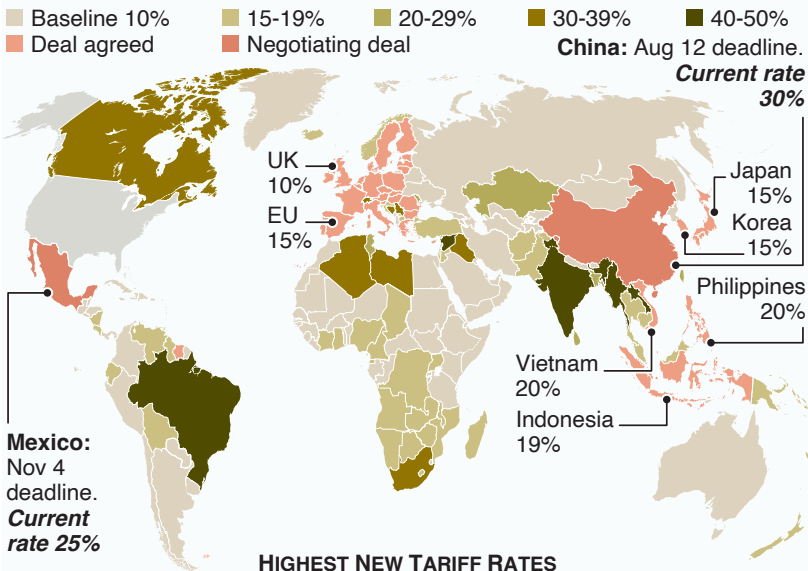 Baseline 10% 15-19% 20-29% 30-39% 40-50%
Deal agreed Negotiating deal
China: Aug 12 deadline.
Current rate
30%
UK
10%
EU
15%
Japan
15%
Korea
15%
Philippines
20%
Vietnam
20%
Indonesia
19%
Mexico:
Nov 4
deadline.
Current
rate 25%
HIGHEST NEW TARIFF RATES